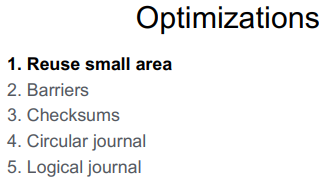 Optimizations
1. Reuse small area
2. Barriers
3. Checksums
4. Circular journal
5. Logical journal